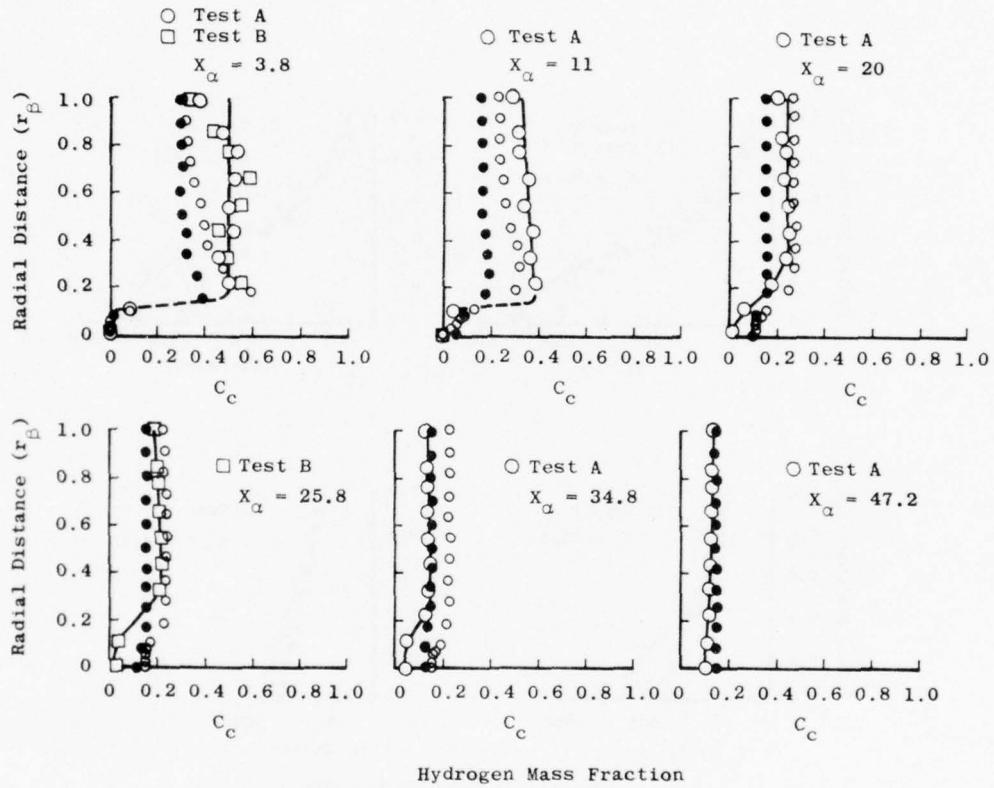 Test A
Test B
X_α = 3.8
Test A
X_α = 11
Test A
X_α = 20
Radial Distance (r_β)
1.0
0.8
0.6
0.4
0.2
0
0 0.2 0.4 0.6 0.8 1.0
C_c
0 0.2 0.4 0.6 0.8 1.0
C_c
0 0.2 0.4 0.6 0.8 1.0
C_c
Radial Distance (r_β)
1.0
0.8
0.6
0.4
0.2
0
Test B
X_α = 25.8
Test A
X_α = 34.8
Test A
X_α = 47.2
0 0.2 0.4 0.6 0.8 1.0
C_c
0 0.2 0.4 0.6 0.8 1.0
C_c
0 0.2 0.4 0.6 0.8 1.0
C_c
Hydrogen Mass Fraction